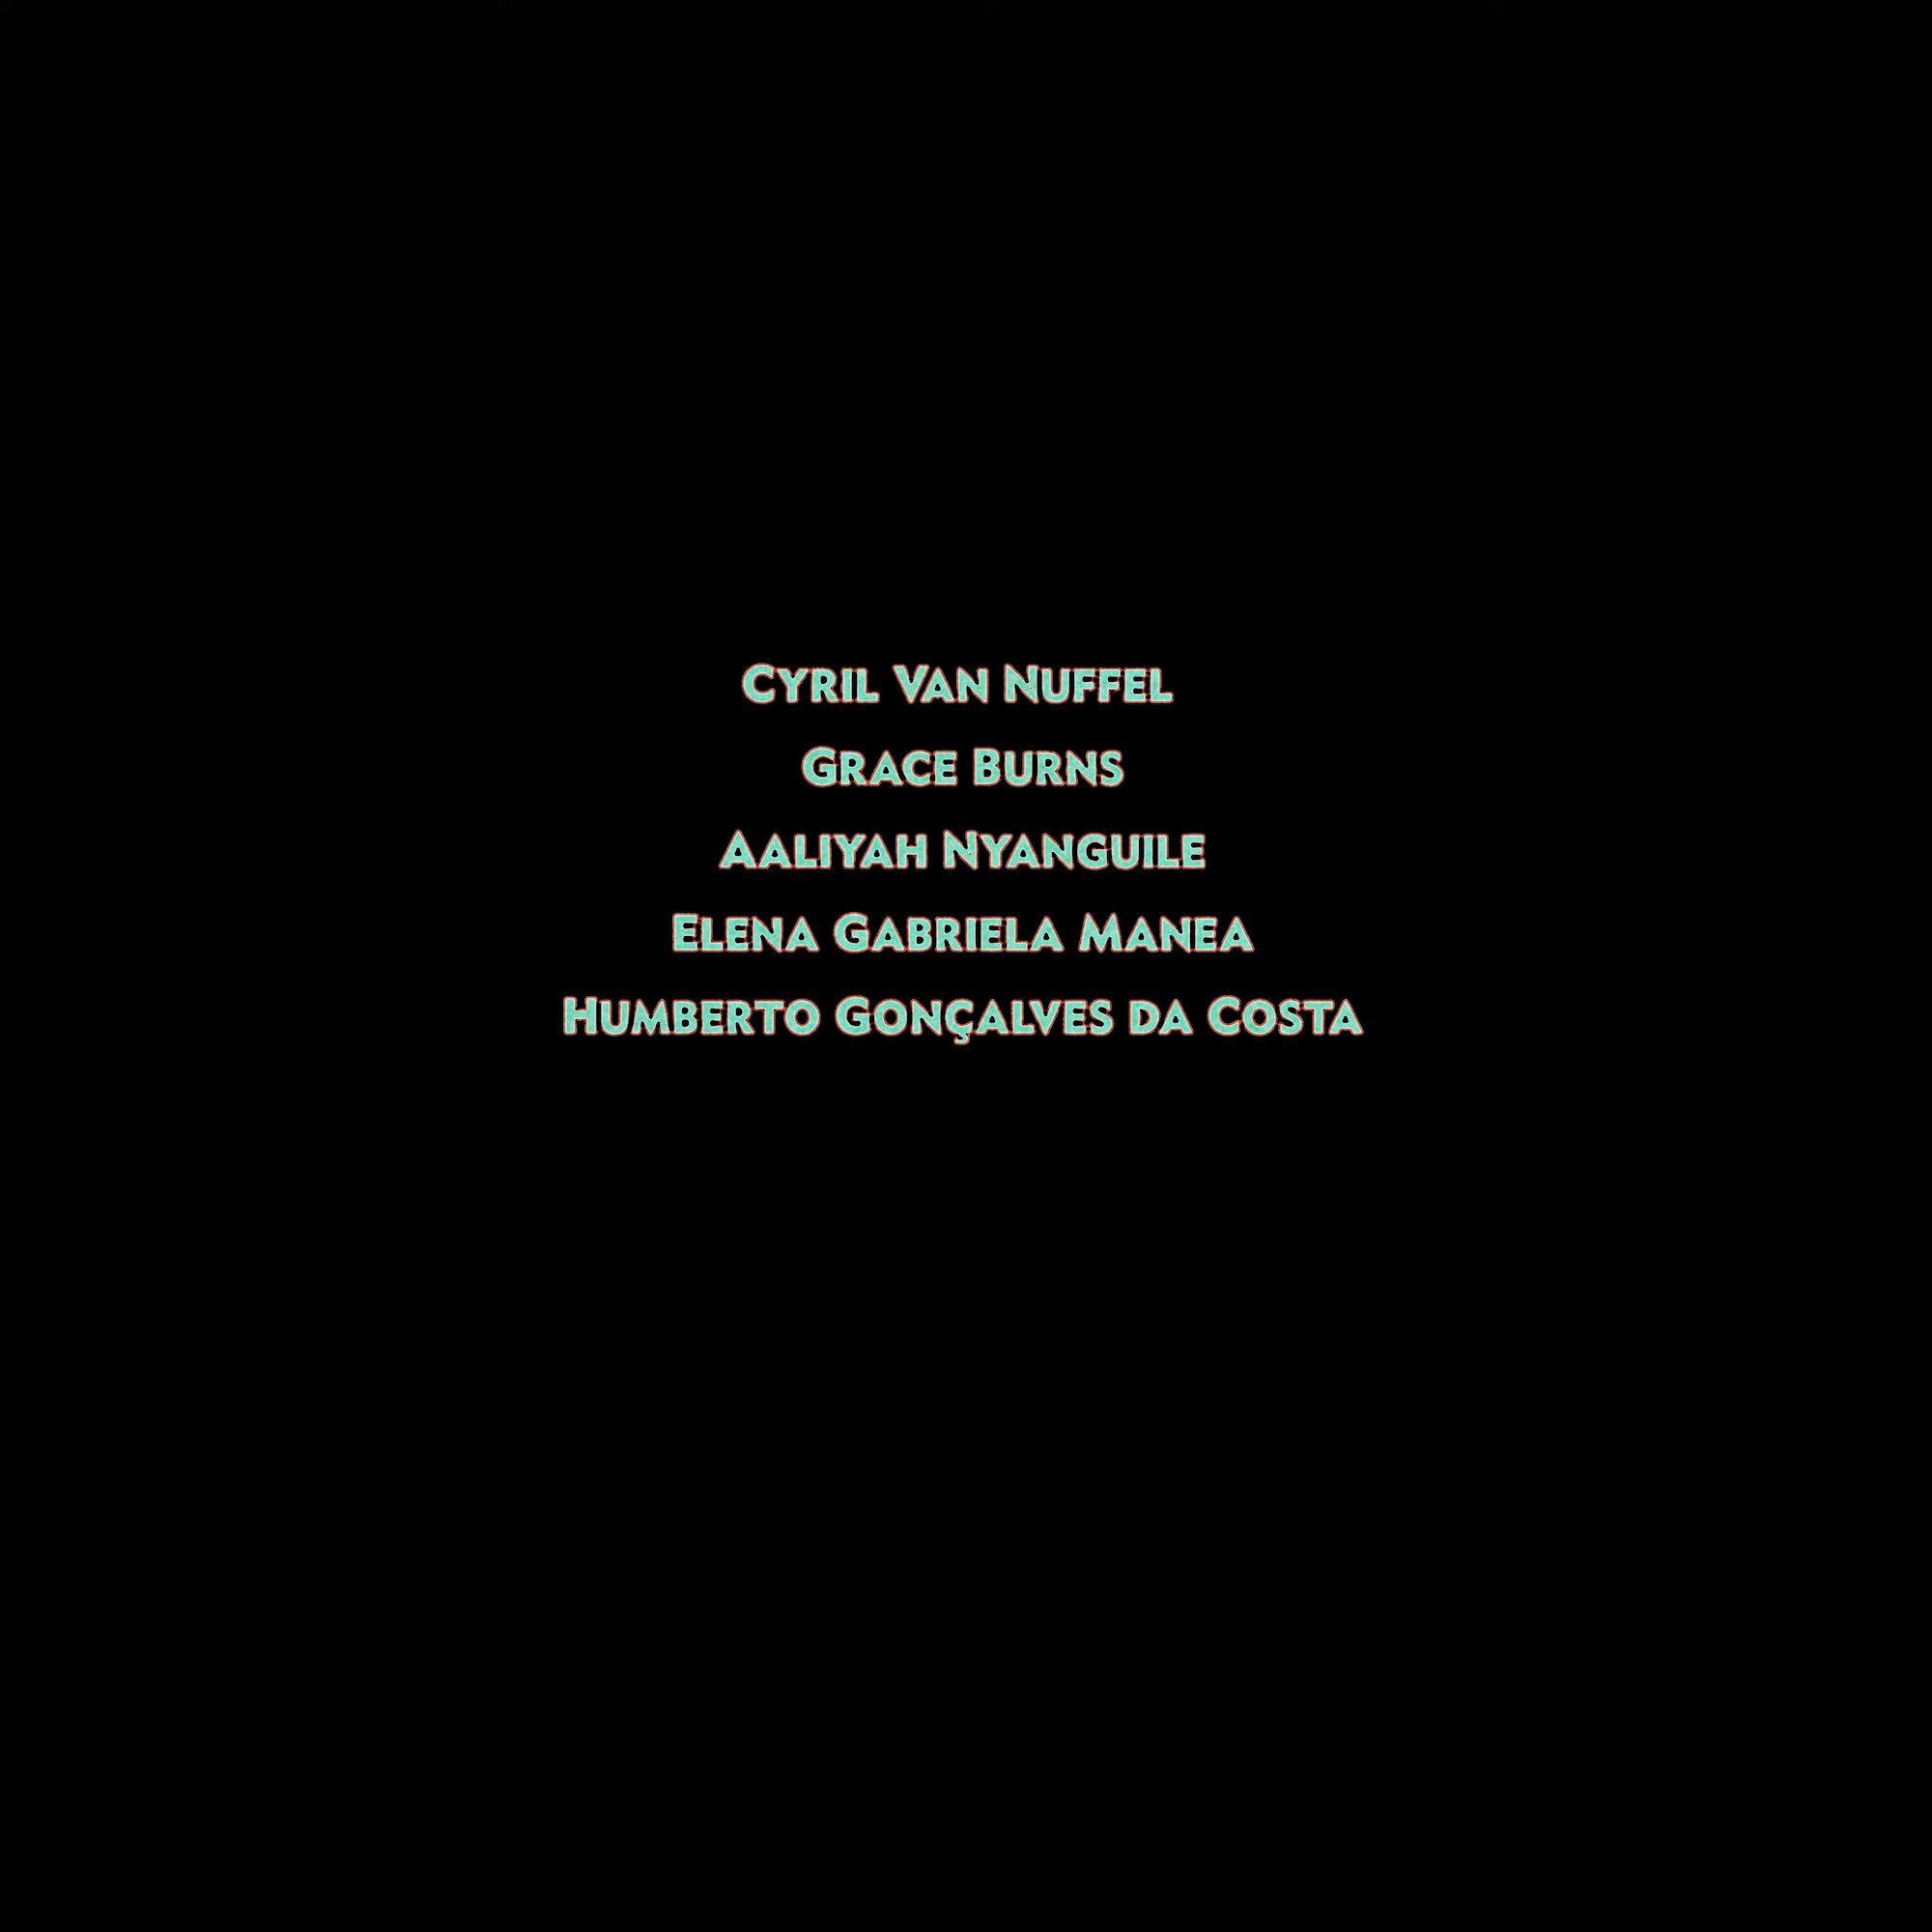 Cyril Van Nuffel
Grace Burns
Aaliyah Nyanguile
Elena Gabriela Manea
Humberto Gonçalves da Costa